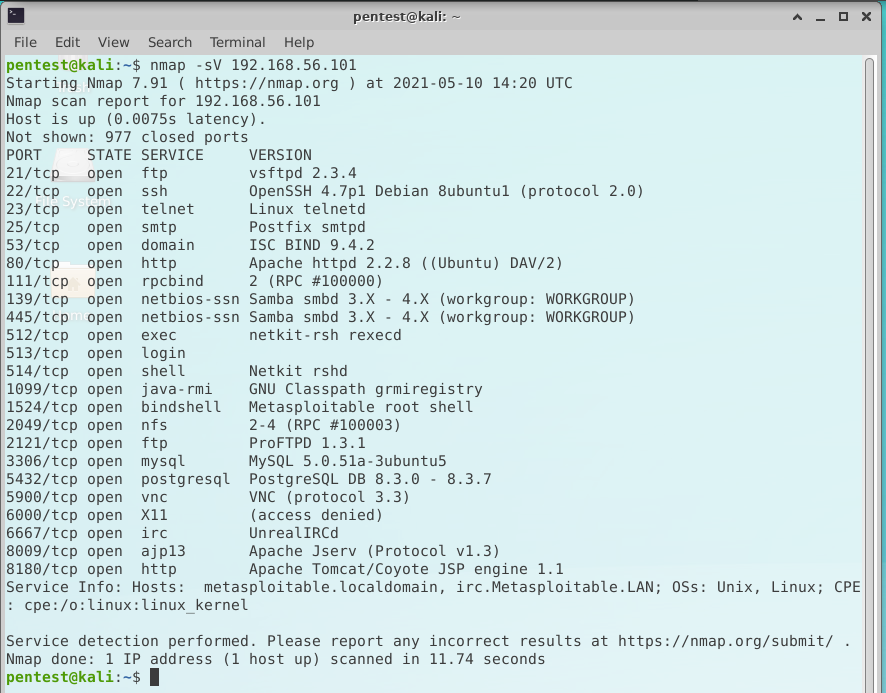 pentest@kali: ~
File Edit View Search Terminal Help
pentest@kali:~$ nmap -sV 192.168.56.101
Starting Nmap 7.91 ( https://nmap.org ) at 2021-05-10 14:20 UTC
Nmap scan report for 192.168.56.101
Host is up (0.0075s latency).
Not shown: 977 closed ports
PORT     STATE SERVICE     VERSION
21/tcp   open  ftp         vsftpd 2.3.4
22/tcp   open  ssh         OpenSSH 4.7p1 Debian 8ubuntu1 (protocol 2.0)
23/tcp   open  telnet      Linux telnetd
25/tcp   open  smtp        Postfix smtpd
53/tcp   open  domain      ISC BIND 9.4.2
80/tcp   open  http        Apache httpd 2.2.8 ((Ubuntu) DAV/2)
111/tcp  open  rpcbind     2 (RPC #100000)
139/tcp  open  netbios-ssn Samba smbd 3.X - 4.X (workgroup: WORKGROUP)
445/tcp  open  netbios-ssn Samba smbd 3.X - 4.X (workgroup: WORKGROUP)
512/tcp  open  exec        netkit-rsh rexecd
513/tcp  open  login
514/tcp  open  shell       Netkit rshd
1099/tcp open  java-rmi    GNU Classpath grmiregistry
1524/tcp open  bindshell   Metasploitable root shell
2049/tcp open  nfs         2-4 (RPC #100003)
2121/tcp open  ftp         ProFTPD 1.3.1
3306/tcp open  mysql       MySQL 5.0.51a-3ubuntu5
5432/tcp open  postgresql  PostgreSQL DB 8.3.0 - 8.3.7
5900/tcp open  vnc         VNC (protocol 3.3)
6000/tcp open  X11         (access denied)
6667/tcp open  irc         UnrealIRCd
8009/tcp open  ajp13       Apache Jserv (Protocol v1.3)
8180/tcp open  http        Apache Tomcat/Coyote JSP engine 1.1
Service Info: Hosts:  metasploitable.localdomain, irc.Metasploitable.LAN; OSs: Unix, Linux; CPE
: cpe:/o:linux:linux_kernel
Service detection performed. Please report any incorrect results at https://nmap.org/submit/ .
Nmap done: 1 IP address (1 host up) scanned in 11.74 seconds
pentest@kali:~$
File System